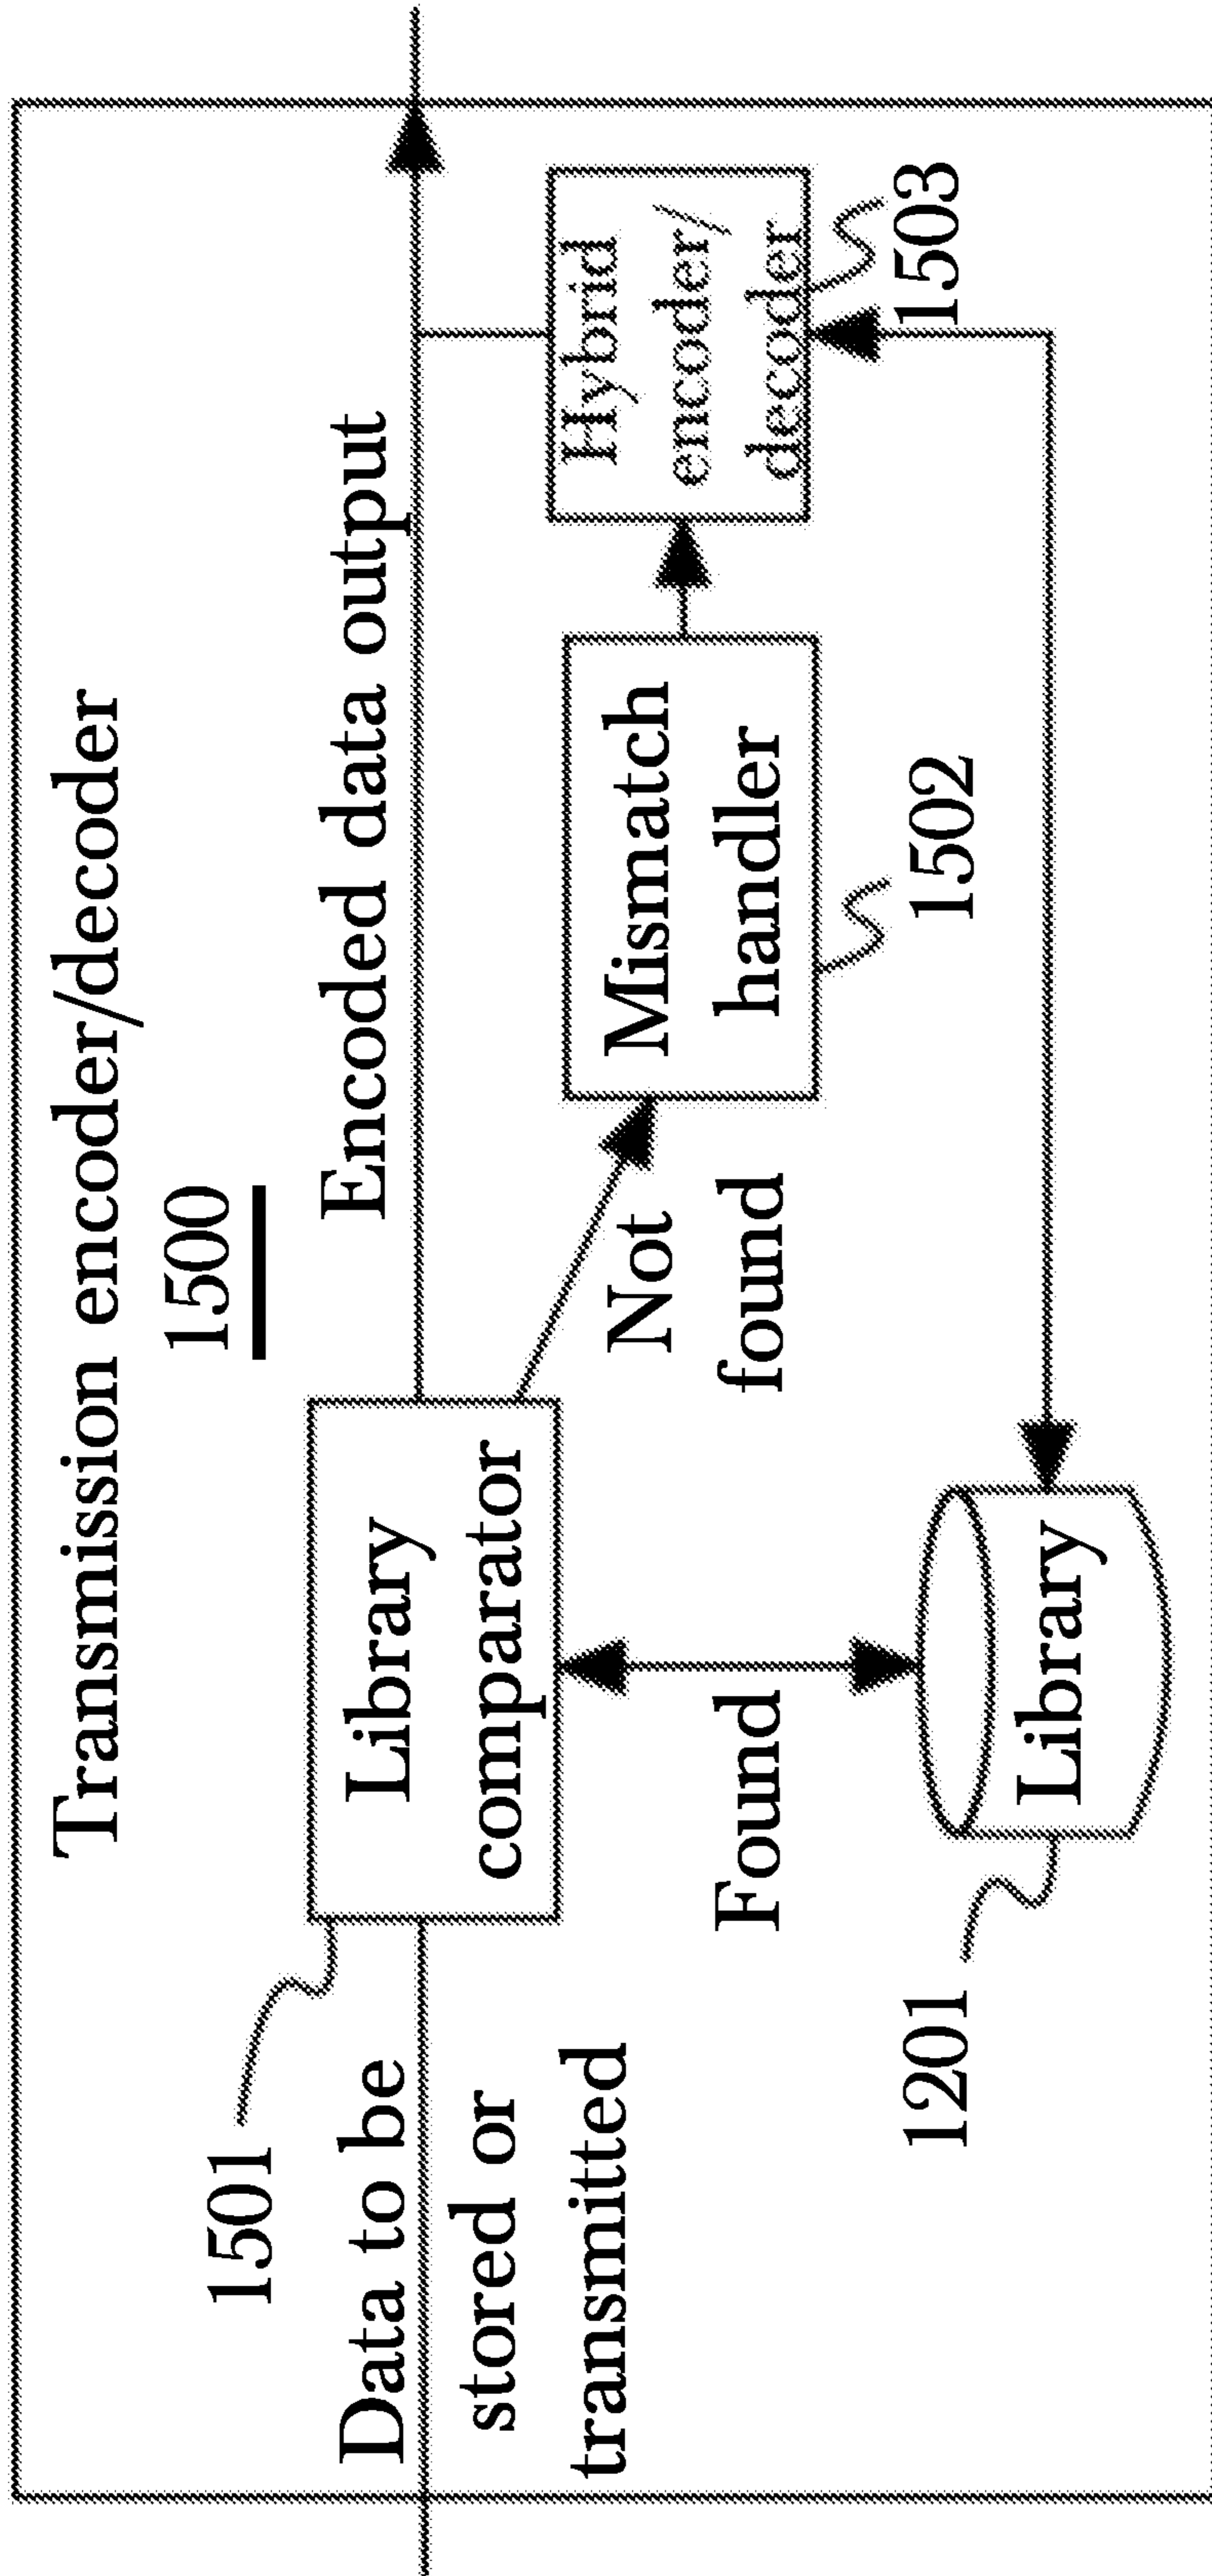 Transmission encoder/decoder
1500
1501
Data to be
stored or
transmitted
Library
comparator
Encoded data output
Found
Not
found
Mismatch
handler
1502
Hybrid
encoder/
decoder
1503
1201
Library